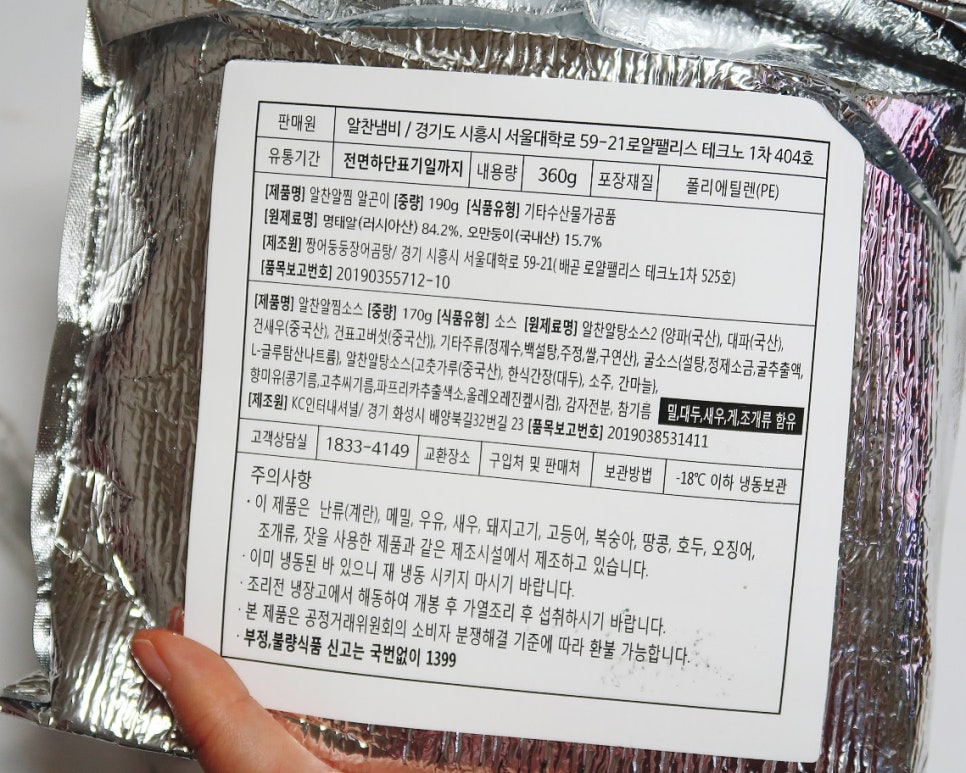 판매원 알찬냄비 / 경기도 시흥시 서울대학로 59-21로얄팰리스 테크노 1차 404호
유통기간 전면하단표기일까지 내용량 360g 포장재질 폴리에틸렌(PE)
[제품명] 알찬알찜 알곤이 [중량] 190g [식품유형] 기타수산물가공품
[원제료명] 명태알(러시아산) 84.2%, 오만둥이(국내산) 15.7%
[제조원] 짱어둥둥장어곰탕/ 경기 시흥시 서울대학로 59-21(배곧 로얄팰리스 테크노1차 525호)
[품목보고번호] 20190355712-10
[제품명] 알찬알찜소스 [중량] 170g [식품유형] 소스 [원제료명] 알찬알탕소스2 (양파(국산), 대파(국산),
건새우(중국산), 건표고버섯(중국산)), 기타주류(정제수,백설탕,주정,쌀,구연산), 굴소스(설탕,정제소금,굴추출액,
L-글루탐산나트륨), 알찬알탕소스(고춧가루(중국산), 한식간장(대두), 소주, 간마늘),
향미유(콩기름,고추씨기름,파프리카추출색소,올레오레진켚시컴), 감자전분, 참기름 밀,대두,새우,게,조개류 함유
[제조원] KC인터내셔널/ 경기 화성시 배양북길32번길 23 [품목보고번호] 2019038531411
고객상담실 1833-4149 교환장소 구입처 및 판매처 보관방법 -18℃ 이하 냉동보관
주의사항
· 이 제품은 난류(계란), 메밀, 우유, 새우, 돼지고기, 고등어, 복숭아, 땅콩, 호두, 오징어,
조개류, 잣을 사용한 제품과 같은 제조시설에서 제조하고 있습니다.
· 이미 냉동된 바 있으니 재 냉동 시키지 마시기 바랍니다.
· 조리전 냉장고에서 해동하여 개봉 후 가열조리 후 섭취하시기 바랍니다.
· 본 제품은 공정거래위원회의 소비자 분쟁해결 기준에 따라 환불 가능합니다.
· 부정,불량식품 신고는 국번없이 1399